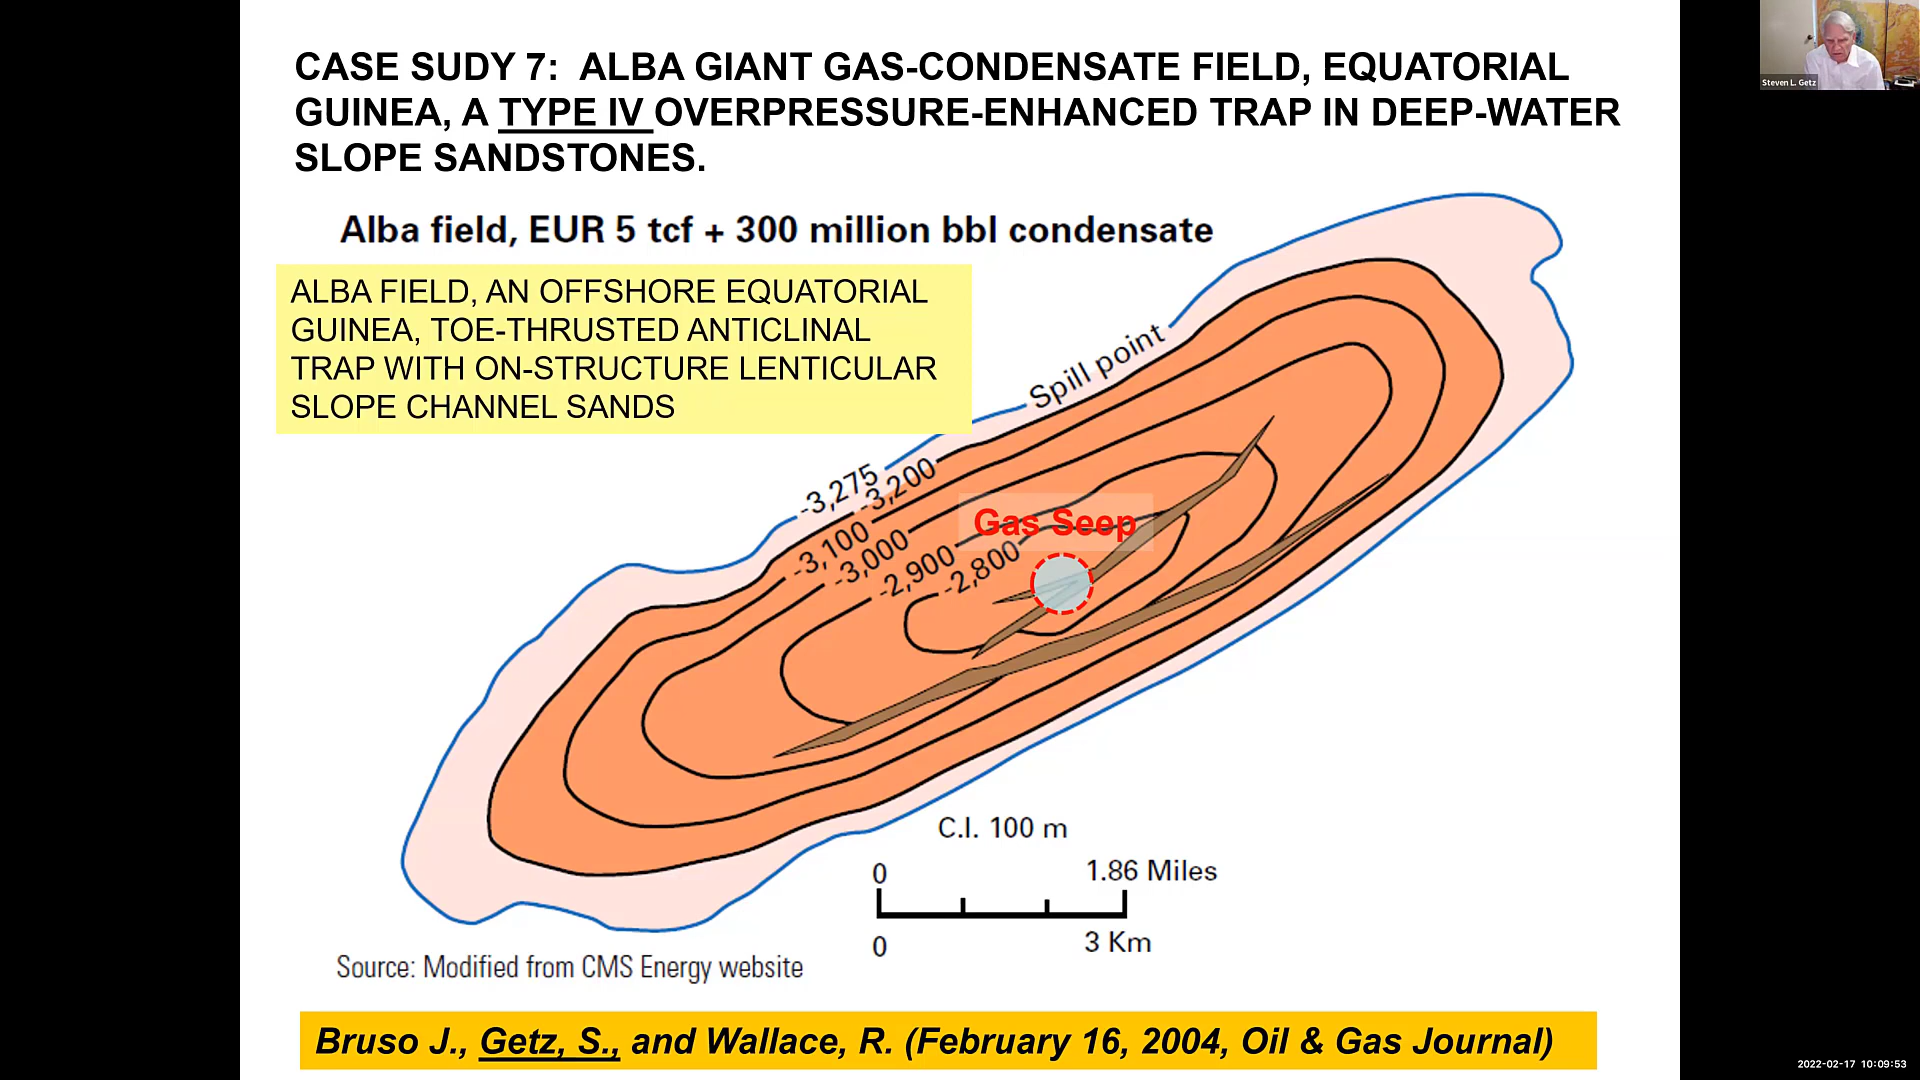 CASE SUDY 7: ALBA GIANT GAS-CONDENSATE FIELD, EQUATORIAL
GUINEA, A TYPE IV OVERPRESSURE-ENHANCED TRAP IN DEEP-WATER
SLOPE SANDSTONES.
Steven L. Getz
Alba field, EUR 5 tcf + 300 million bbl condensate
ALBA FIELD, AN OFFSHORE EQUATORIAL
GUINEA, TOE-THRUSTED ANTICLINAL
TRAP WITH ON-STRUCTURE LENTICULAR
SLOPE CHANNEL SANDS
Spill point
-3,275
-3,200
-3,100
-3,000
-2,900
-2,800
Gas Seep
C.I. 100 m
0
1.86 Miles
0
3 Km
Source: Modified from CMS Energy website
Bruso J., Getz, S., and Wallace, R. (February 16, 2004, Oil & Gas Journal)
2022-02-17 10:09:53